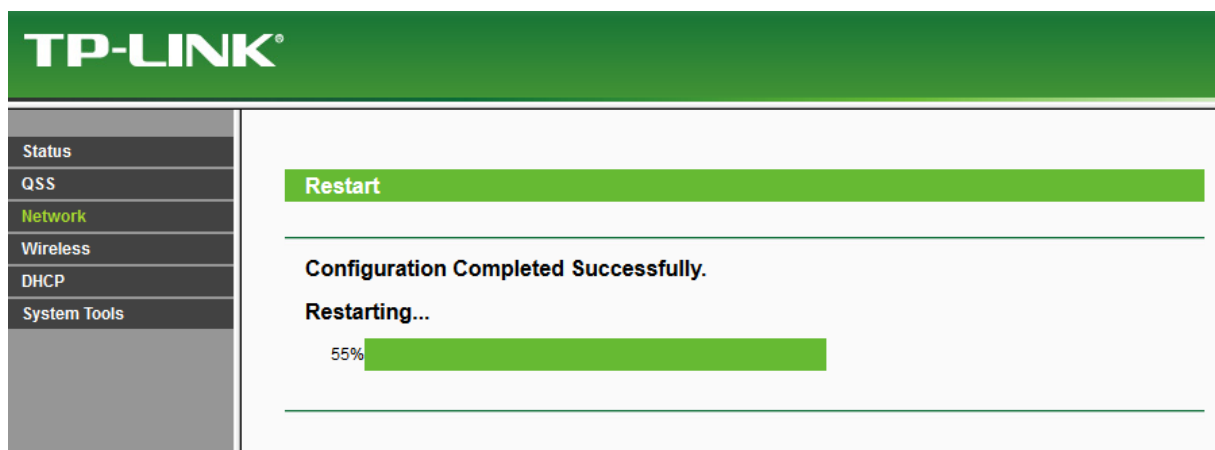 TP-LINK®
Status
QSS
Network
Wireless
DHCP
System Tools
Restart
Configuration Completed Successfully.
Restarting...
55%